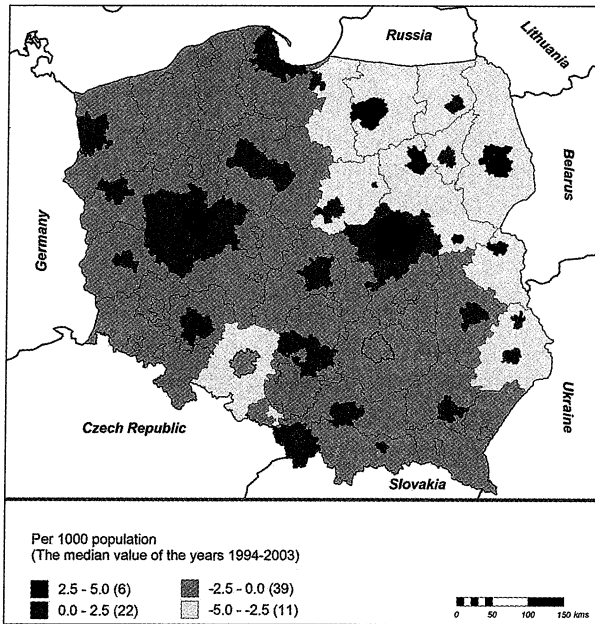 Russia
Lithuania
Belarus
Germany
Ukraine
Czech Republic
Slovakia
Per 1000 population
(The median value of the years 1994-2003)
2.5 - 5.0 (6)
-2.5 - 0.0 (39)
0.0 - 2.5 (22)
-5.0 - -2.5 (11)
0 50 100 150 kms